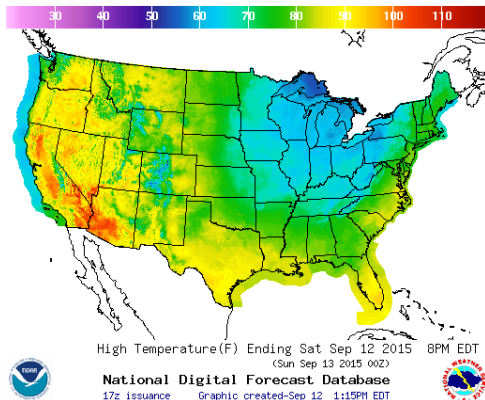 30 40 50 60 70 80 90 100 110
High Temperature(F) Ending Sat Sep 12 2015 8PM EDT
(Sun Sep 13 2015 00Z)
National Digital Forecast Database
17z issuance Graphic created-Sep 12 1:15PM EDT
NOAA